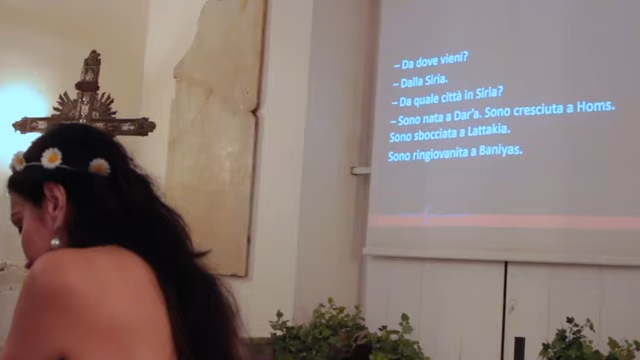 – Da dove vieni?
– Dalla Siria.
– Da quale città in Siria?
– Sono nata a Dar'a. Sono cresciuta a Homs.
Sono sbocciata a Lattakia.
Sono ringiovanita a Baniyas.